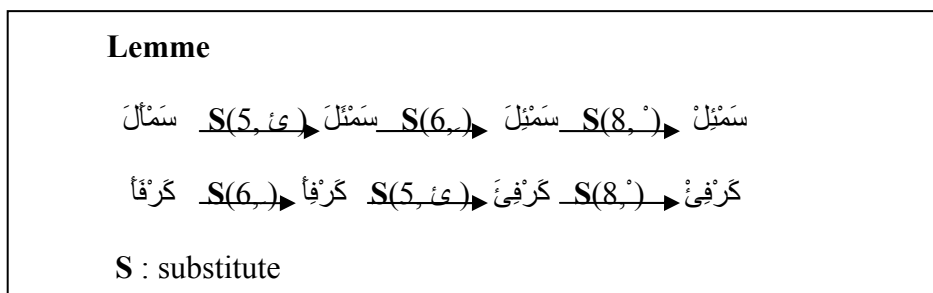 Lemme
سَمْأَلَ S(5, ئ) سَمْئَلَ S(6,ِ) سَمْئِلَ S(8, ْ) سَمْئِلْ
كَرْفَأَ S(6,ِ) كَرْفِأَ S(5, ئ) كَرْفِئَ S(8,ْ) كَرْفِئْ
S : substitute